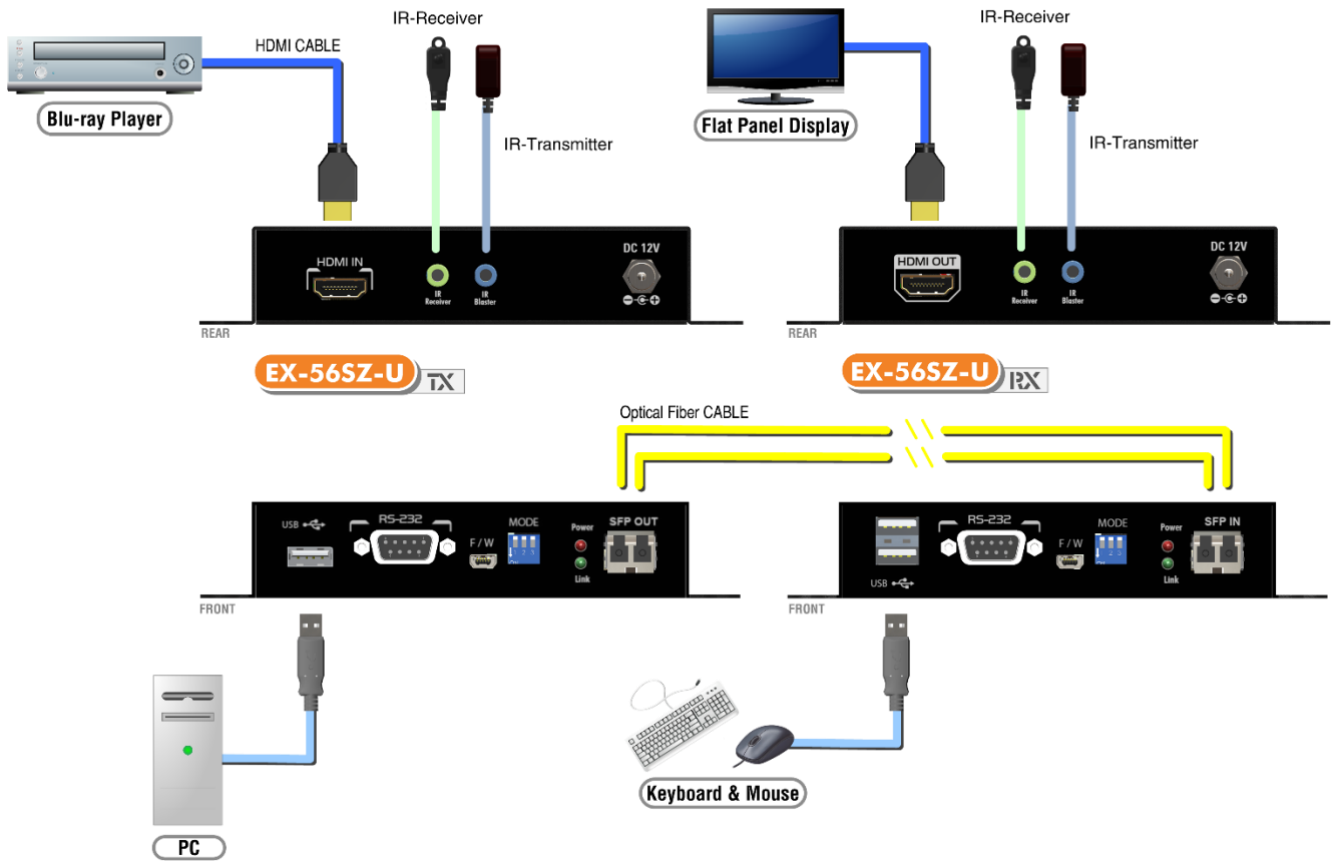 IR-Receiver
IR-Receiver
HDMI CABLE
Blu-ray Player
Flat Panel Display
IR-Transmitter
IR-Transmitter
HDMI IN
IR
Receiver
IR
Blaster
DC 12V
REAR
HDMI OUT
IR
Receiver
IR
Blaster
DC 12V
REAR
EX-56SZ-U TX
EX-56SZ-U RX
Optical Fiber CABLE
USB
RS-232
F / W
MODE
Power
Link
SFP OUT
FRONT
USB
RS-232
F / W
MODE
Power
Link
SFP IN
FRONT
Keyboard & Mouse
PC